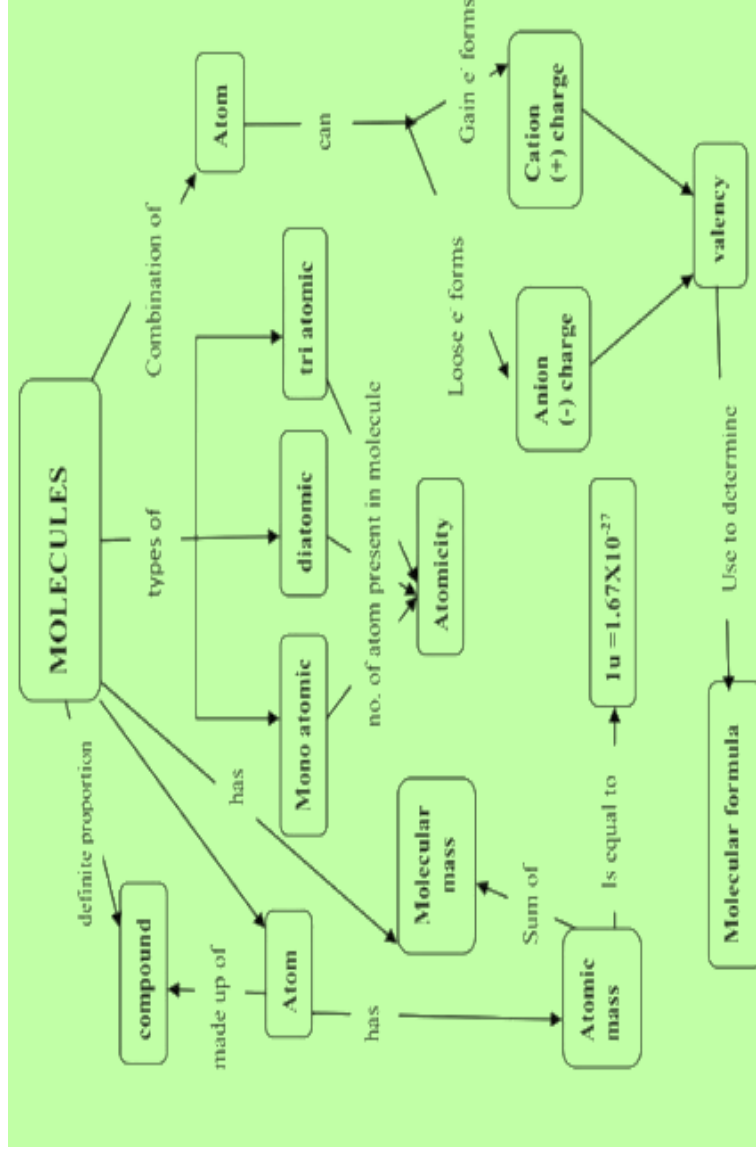 MOLECULES
definite proportion
has
types of
Combination of
compound
made up of
Atom
has
Mono atomic
diatomic
tri atomic
Atom
can
no. of atom present in molecule
Atomicity
Molecular
mass
Sum of
Atomic
mass
Is equal to
1u =1.67X10⁻²⁷
Loose e⁻ forms
Gain e⁻ forms
Anion
(-) charge
Cation
(+) charge
valency
Use to determine
Molecular formula